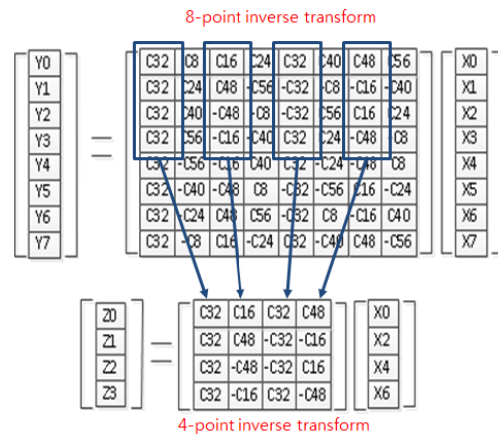 8-point inverse transform
Y0 C32 C8 C16 C24 C32 C40 C48 C56 X0
Y1 C32 C24 C48 -C56 -C32 -C8 -C16 -C40 X1
Y2 = C32 C40 -C48 -C8 -C32 C56 C16 C24 X2
Y3 C32 C56 -C16 -C40 C32 C24 -C48 -C8 X3
Y4 C32 -C56 -C16 C40 C32 -C24 -C48 C8 X4
Y5 C32 -C40 -C48 C8 -C32 -C56 C16 -C24 X5
Y6 C32 -C24 C48 C56 -C32 C8 -C16 C40 X6
Y7 C32 -C8 C16 -C24 C32 -C40 C48 -C56 X7
Z0 C32 C16 C32 C48 X0
Z1 = C32 C48 -C32 -C16 X2
Z2 C32 -C48 -C32 C16 X4
Z3 C32 -C16 C32 -C48 X6
4-point inverse transform